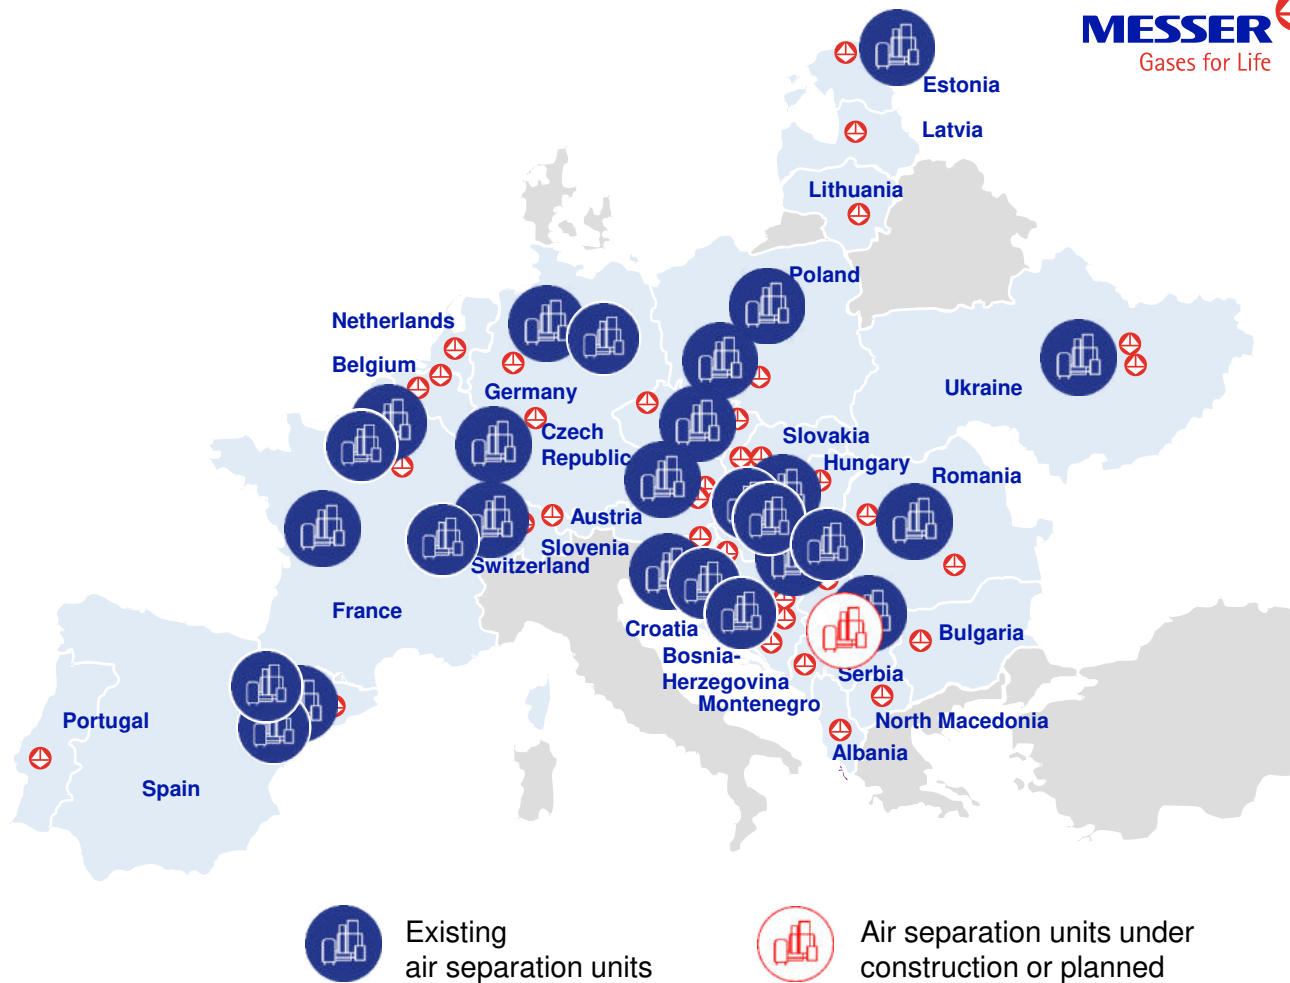 MESSER
Gases for Life
Estonia
Latvia
Lithuania
Poland
Netherlands
Belgium
Germany
Ukraine
Czech
Republic
Slovakia
Hungary
Romania
Austria
Slovenia
Switzerland
France
Croatia
Bulgaria
Bosnia-
Herzegovina
Serbia
Montenegro
Portugal
North Macedonia
Albania
Spain
Existing
air separation units
Air separation units under
construction or planned